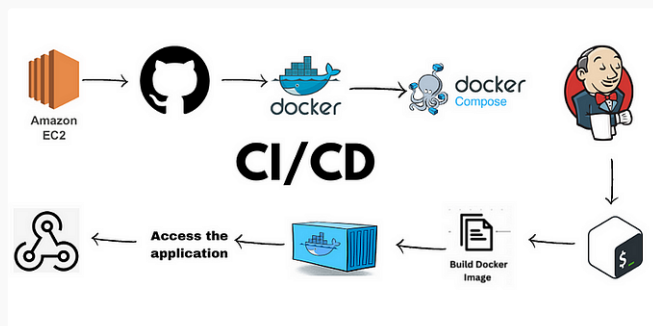 Amazon
EC2
docker
docker
Compose
CI/CD
Access the
application
Build Docker
Image
$_